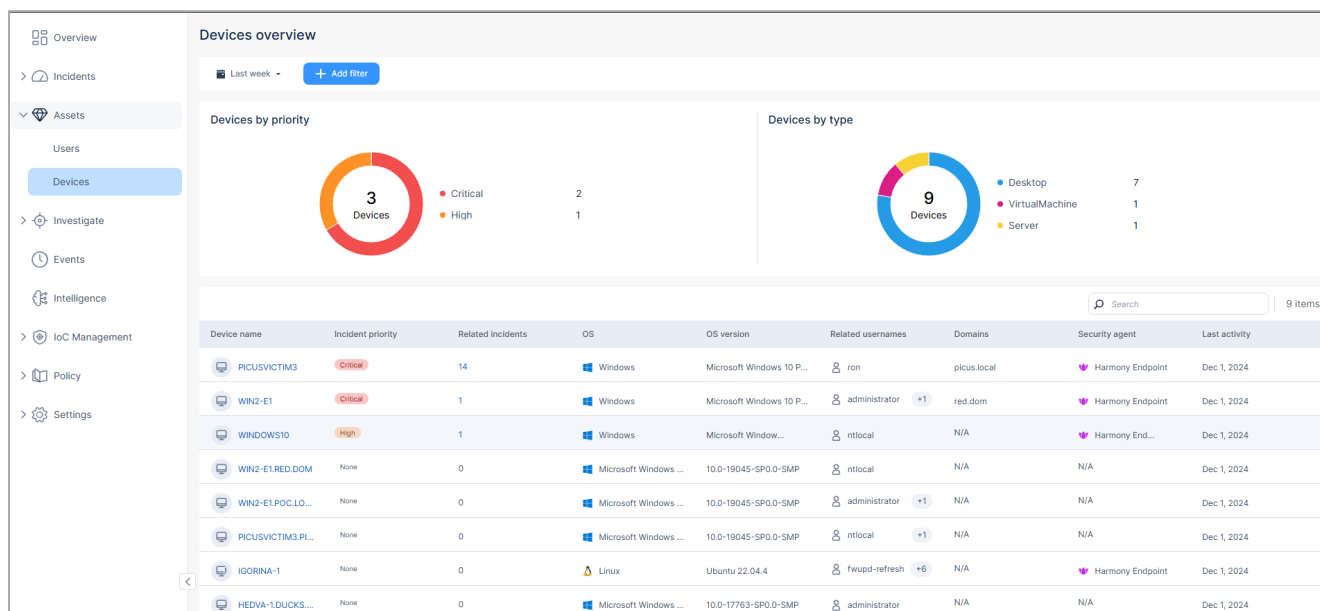 Overview
Incidents
Assets
Users
Devices
Investigate
Events
Intelligence
IoC Management
Policy
Settings
Devices overview
Last week
Add filter
Devices by priority
3
Devices
Critical 2
High 1
Devices by type
9
Devices
Desktop 7
VirtualMachine 1
Server 1
Search 9 items
Device name Incident priority Related incidents OS OS version Related usernames Domains Security agent Last activity
PICUSVICTIM3 Critical 14 Windows Microsoft Windows 10 P... ron picus.local Harmony Endpoint Dec 1, 2024
WIN2-E1 Critical 1 Windows Microsoft Windows 10 P... administrator +1 red.dom Harmony Endpoint Dec 1, 2024
WINDOWS10 High 1 Windows Microsoft Window... ntlocal N/A Harmony End... Dec 1, 2024
WIN2-E1.RED.DOM None 0 Microsoft Windows ... 10.0-19045-SP0.0-SMP ntlocal N/A N/A Dec 1, 2024
WIN2-E1.POC.LO... None 0 Microsoft Windows ... 10.0-19045-SP0.0-SMP administrator +1 N/A N/A Dec 1, 2024
PICUSVICTIM3.PI... None 0 Microsoft Windows ... 10.0-19045-SP0.0-SMP ntlocal +1 N/A N/A Dec 1, 2024
IGORINA-1 None 0 Linux Ubuntu 22.04.4 fwupd-refresh +6 N/A Harmony Endpoint Dec 1, 2024
HEDVA-1.DUCKS.... None 0 Microsoft Windows ... 10.0-17763-SP0.0-SMP administrator N/A N/A Dec 1, 2024